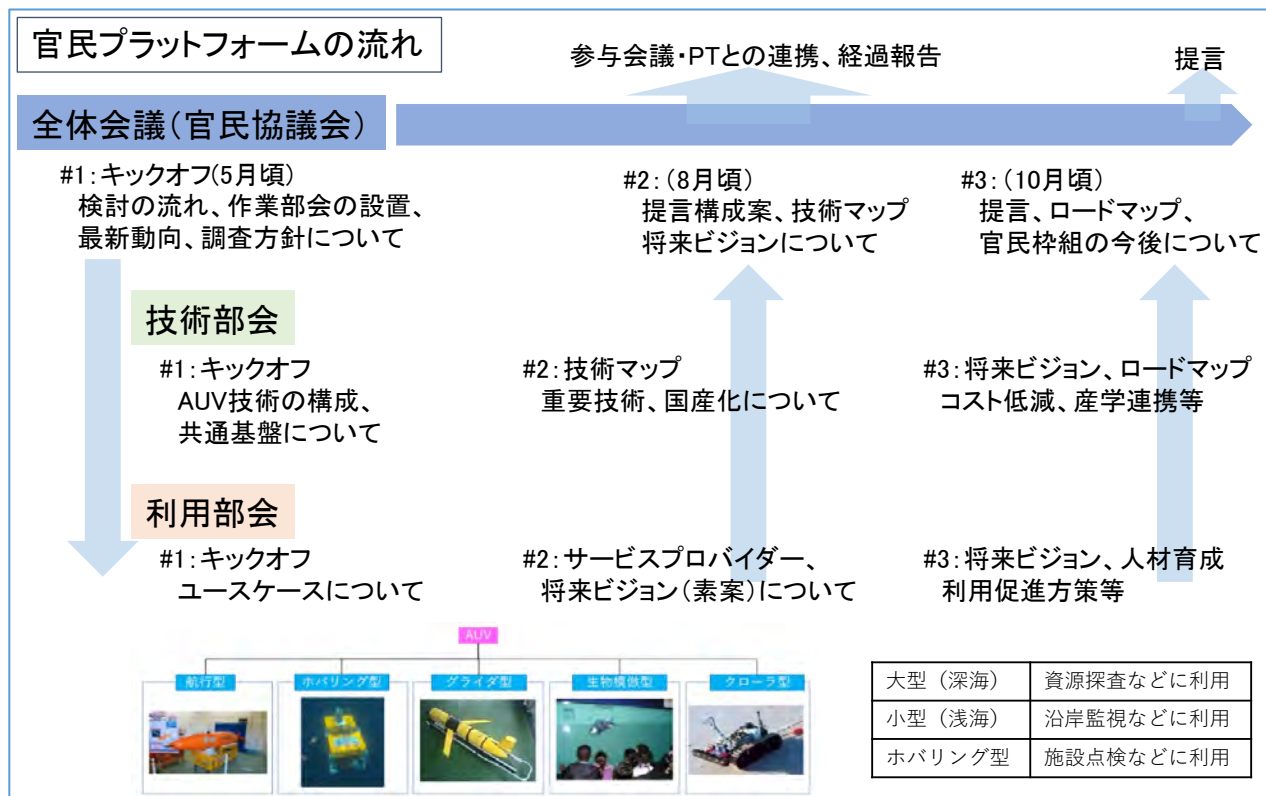 官民プラットフォームの流れ
参与会議・PTとの連携、経過報告
提言
全体会議(官民協議会)
#1:キックオフ(5月頃)
検討の流れ、作業部会の設置、
最新動向、調査方針について
#2:(8月頃)
提言構成案、技術マップ
将来ビジョンについて
#3:(10月頃)
提言、ロードマップ、
官民枠組の今後について
技術部会
#1:キックオフ
AUV技術の構成、
共通基盤について
#2:技術マップ
重要技術、国産化について
#3:将来ビジョン、ロードマップ
コスト低減、産学連携等
利用部会
#1:キックオフ
ユースケースについて
#2:サービスプロバイダー、
将来ビジョン(素案)について
#3:将来ビジョン、人材育成
利用促進方策等
AUV
航行型
ホバリング型
グライダ型
生物模倣型
クローラ型
大型(深海) 資源探査などに利用
小型(浅海) 沿岸監視などに利用
ホバリング型 施設点検などに利用